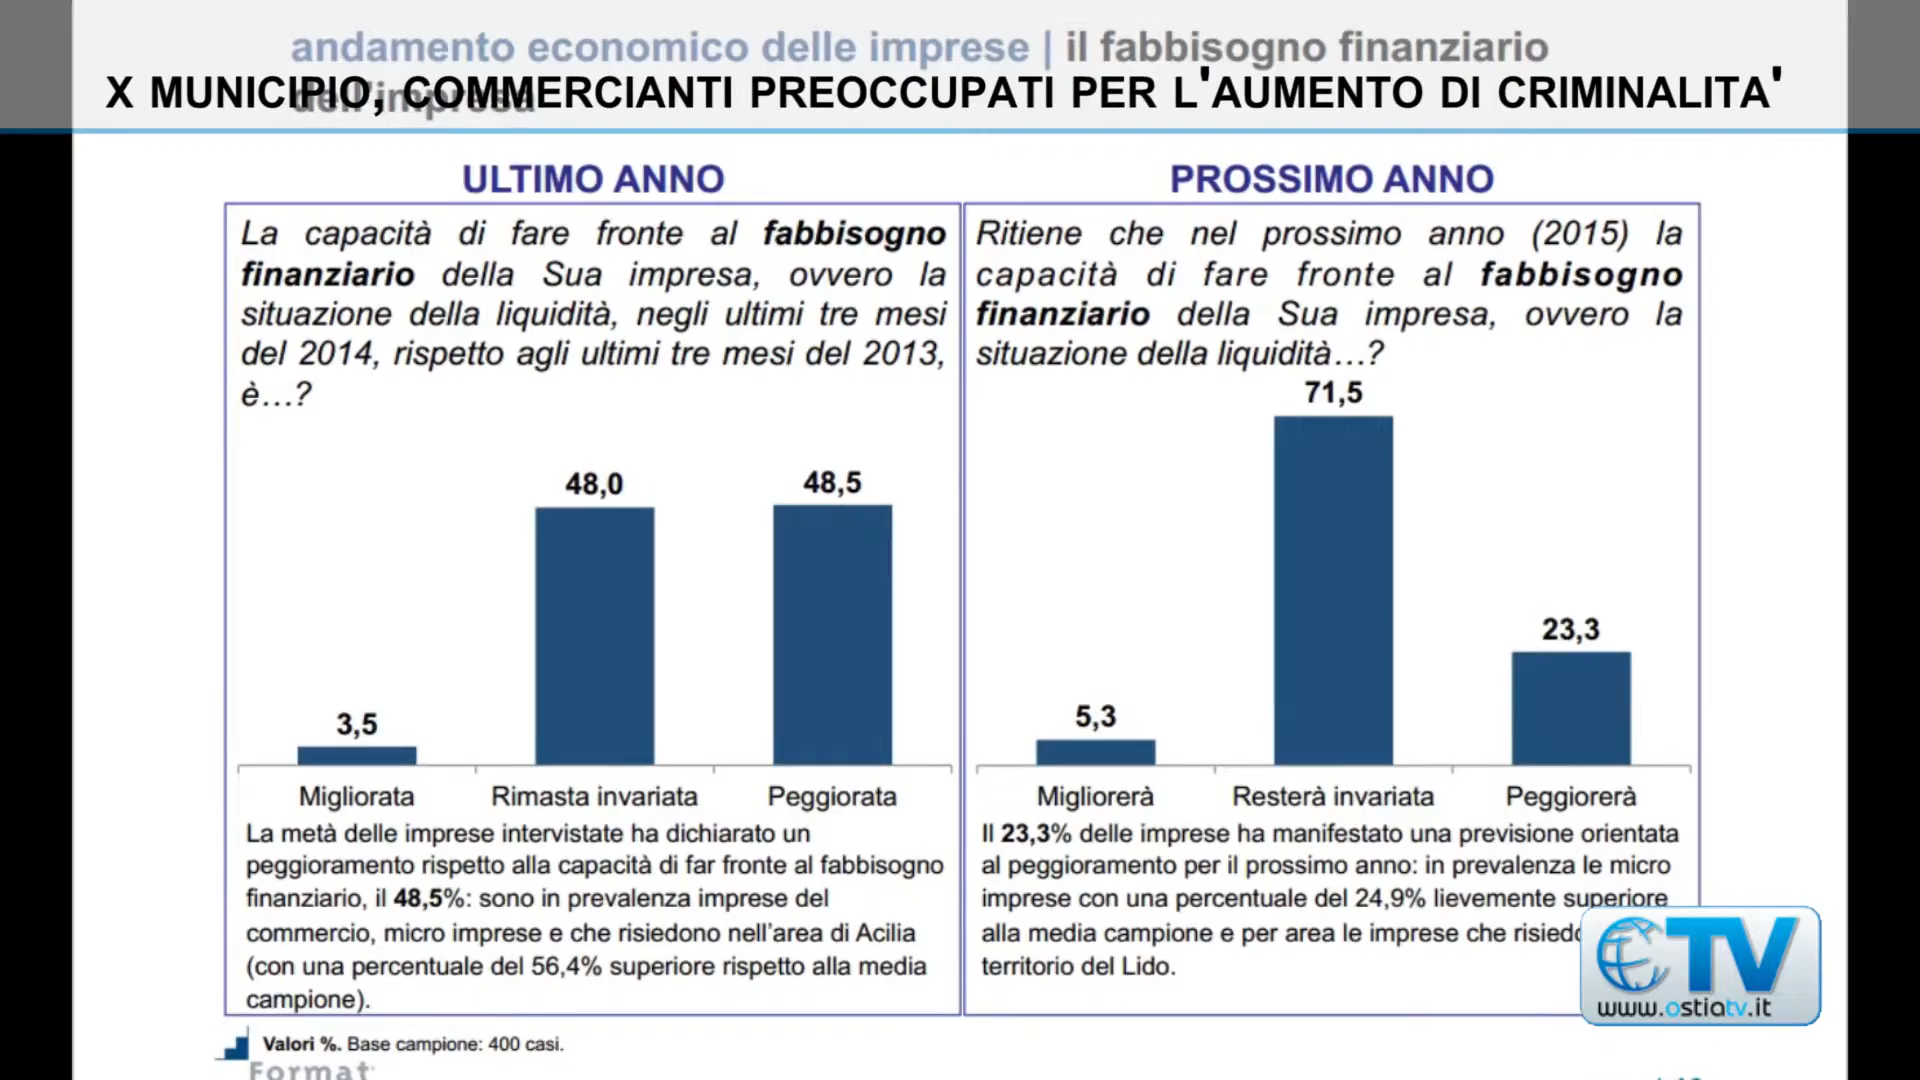 andamento economico delle imprese | il fabbisogno finanziario
dell'impresa
X MUNICIPIO, COMMERCIANTI PREOCCUPATI PER L'AUMENTO DI CRIMINALITA'
ULTIMO ANNO
La capacità di fare fronte al fabbisogno
finanziario della Sua impresa, ovvero la
situazione della liquidità, negli ultimi tre mesi
del 2014, rispetto agli ultimi tre mesi del 2013,
è…?
3,5
48,0
48,5
Migliorata
Rimasta invariata
Peggiorata
La metà delle imprese intervistate ha dichiarato un
peggioramento rispetto alla capacità di far fronte al fabbisogno
finanziario, il 48,5%: sono in prevalenza imprese del
commercio, micro imprese e che risiedono nell'area di Acilia
(con una percentuale del 56,4% superiore rispetto alla media
campione).
PROSSIMO ANNO
Ritiene che nel prossimo anno (2015) la
capacità di fare fronte al fabbisogno
finanziario della Sua impresa, ovvero la
situazione della liquidità…?
5,3
71,5
23,3
Migliorerà
Resterà invariata
Peggiorerà
Il 23,3% delle imprese ha manifestato una previsione orientata
al peggioramento per il prossimo anno: in prevalenza le micro
imprese con una percentuale del 24,9% lievemente superiore
alla media campione e per area le imprese che
territorio del Lido.
Valori %. Base campione: 400 casi.
Format
TV
www.ostiatv.it